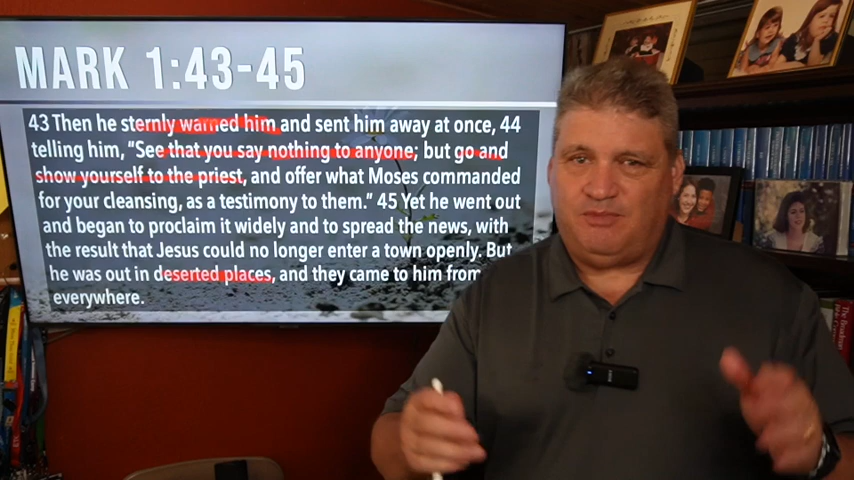 MARK 1:43-45
43 Then he sternly warned him and sent him away at once, 44
telling him, “See that you say nothing to anyone; but go and
show yourself to the priest, and offer what Moses commanded
for your cleansing, as a testimony to them.” 45 Yet he went out
and began to proclaim it widely and to spread the news, with
the result that Jesus could no longer enter a town openly. But
he was out in deserted places, and they came to him from
everywhere.